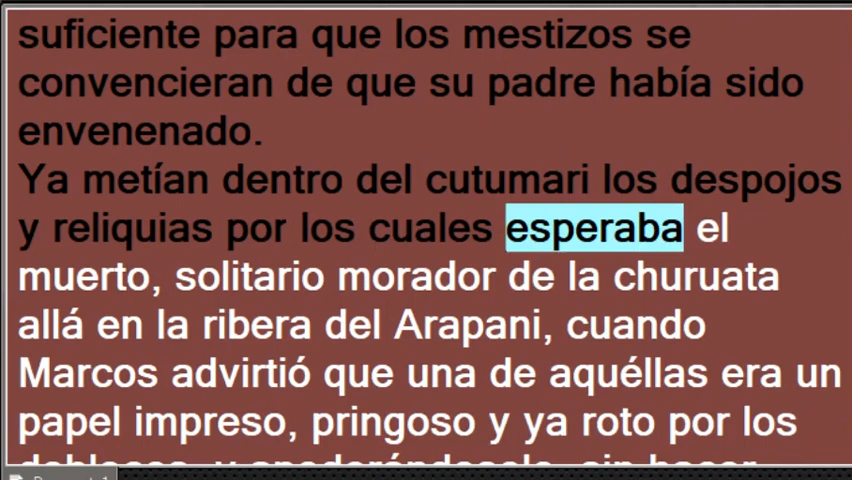 suficiente para que los mestizos se
convencieran de que su padre había sido
envenenado.
Ya metían dentro del cutumari los despojos
y reliquias por los cuales esperaba el
muerto, solitario morador de la churuata
allá en la ribera del Arapani, cuando
Marcos advirtió que una de aquéllas era un
papel impreso, pringoso y ya roto por los